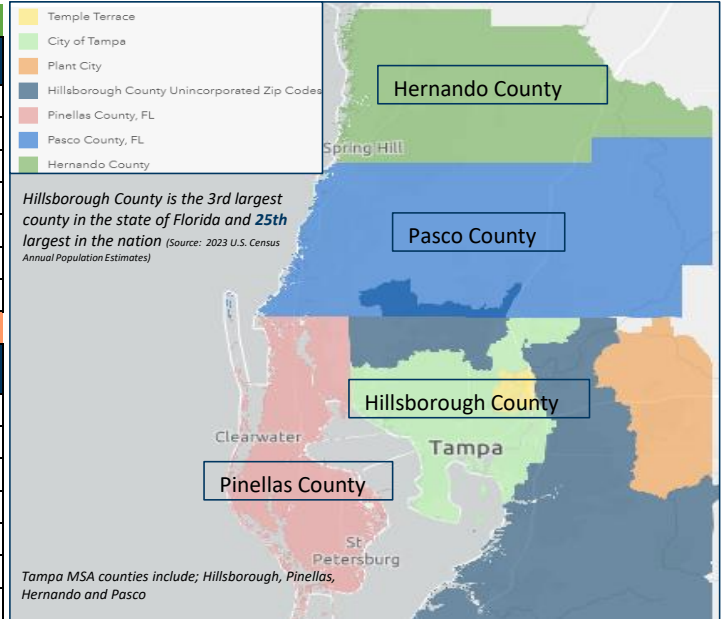 Temple Terrace
City of Tampa
Plant City
Hillsborough County Unincorporated Zip Codes
Pinellas County, FL
Pasco County, FL
Hernando County
Hernando County
Spring Hill
Hillsborough County is the 3rd largest
county in the state of Florida and 25th
largest in the nation (Source: 2023 U.S. Census
Annual Population Estimates)
Pasco County
Hillsborough County
Clearwater
Tampa
Pinellas County
St
Petersburg
Tampa MSA counties include; Hillsborough, Pinellas,
Hernando and Pasco